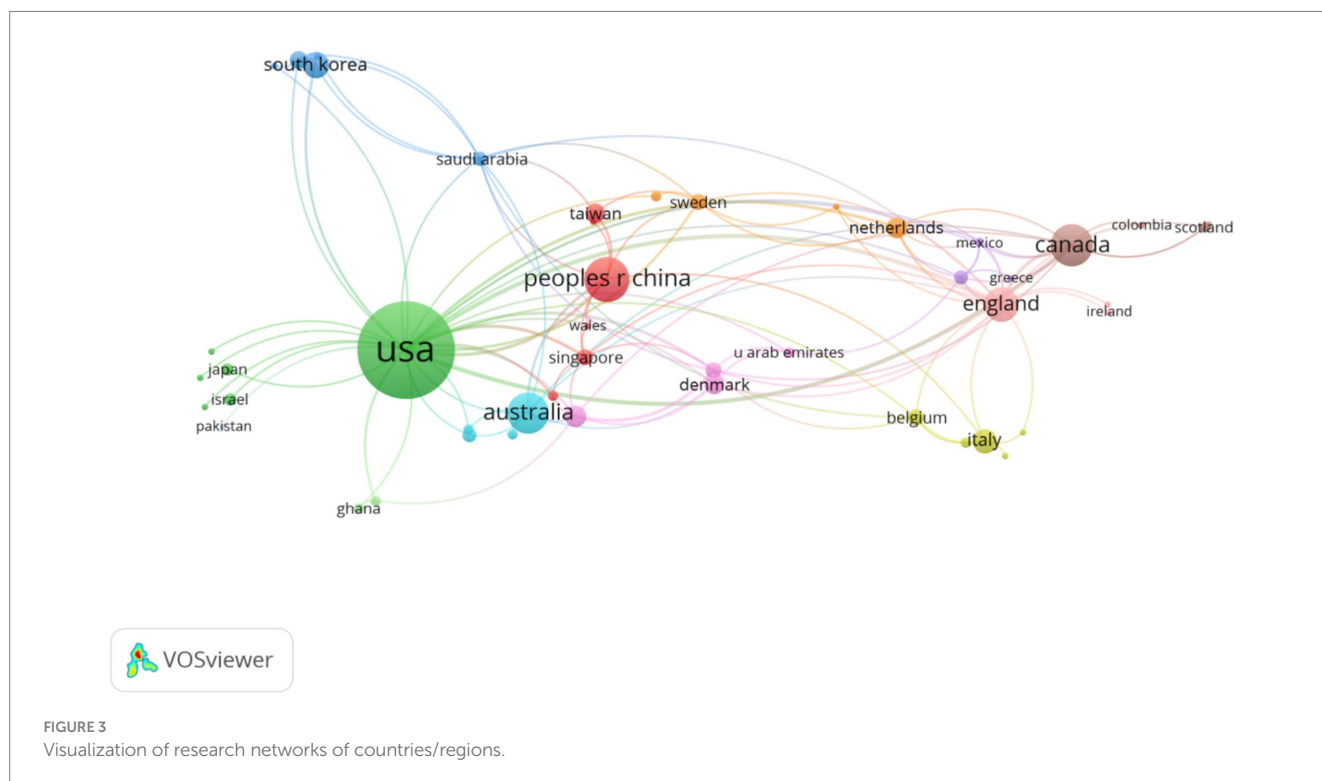 south korea
saudi arabia
taiwan
sweden
netherlands
mexico
canada
colombia
scotland
peoples r china
greece
england
ireland
wales
usa
singapore
u arab emirates
japan
denmark
israel
australia
pakistan
belgium
italy
ghana
VOSviewer
FIGURE 3
Visualization of research networks of countries/regions.